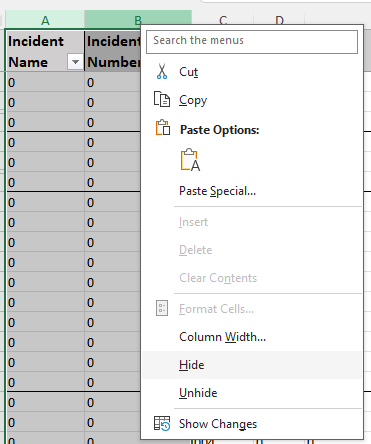 A B C D
Incident Incident
Name Number
Search the menus
0 0
Cut
0 0
Copy
0 0
Paste Options:
0 0
0 0
A
0 0
Paste Special...
0 0
Insert
0 0
0 0
Delete
0 0
Clear Contents
0 0
0 0
Format Cells...
0 0
Column Width...
0 0
Hide
0 0
0 0
Unhide
0 0
0 0
Show Changes